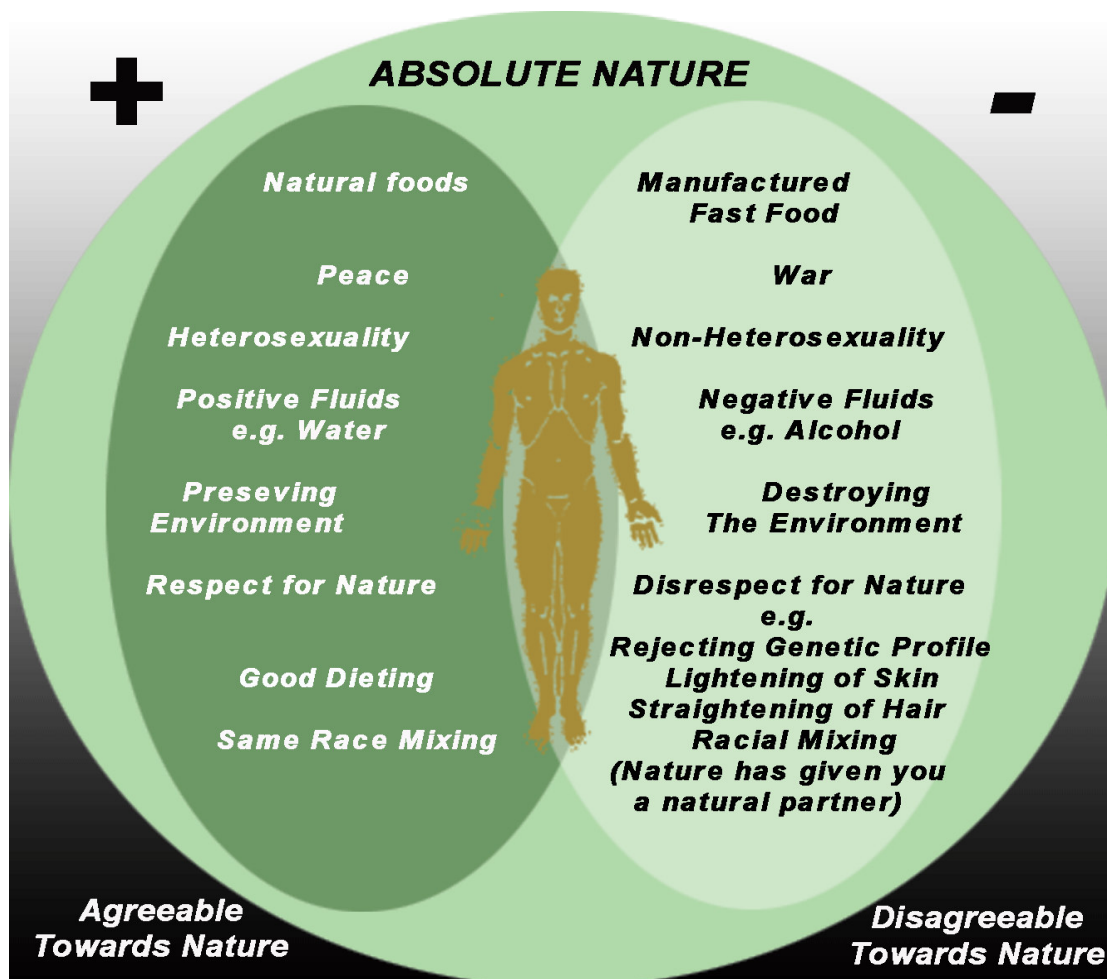 +
-
ABSOLUTE NATURE
Natural foods
Peace
Heterosexuality
Positive Fluids
e.g. Water
Preseving
Environment
Respect for Nature
Good Dieting
Same Race Mixing
Manufactured
Fast Food
War
Non-Heterosexuality
Negative Fluids
e.g. Alcohol
Destroying
The Environment
Disrespect for Nature
e.g.
Rejecting Genetic Profile
Lightening of Skin
Straightening of Hair
Racial Mixing
(Nature has given you
a natural partner)
Agreeable
Towards Nature
Disagreeable
Towards Nature